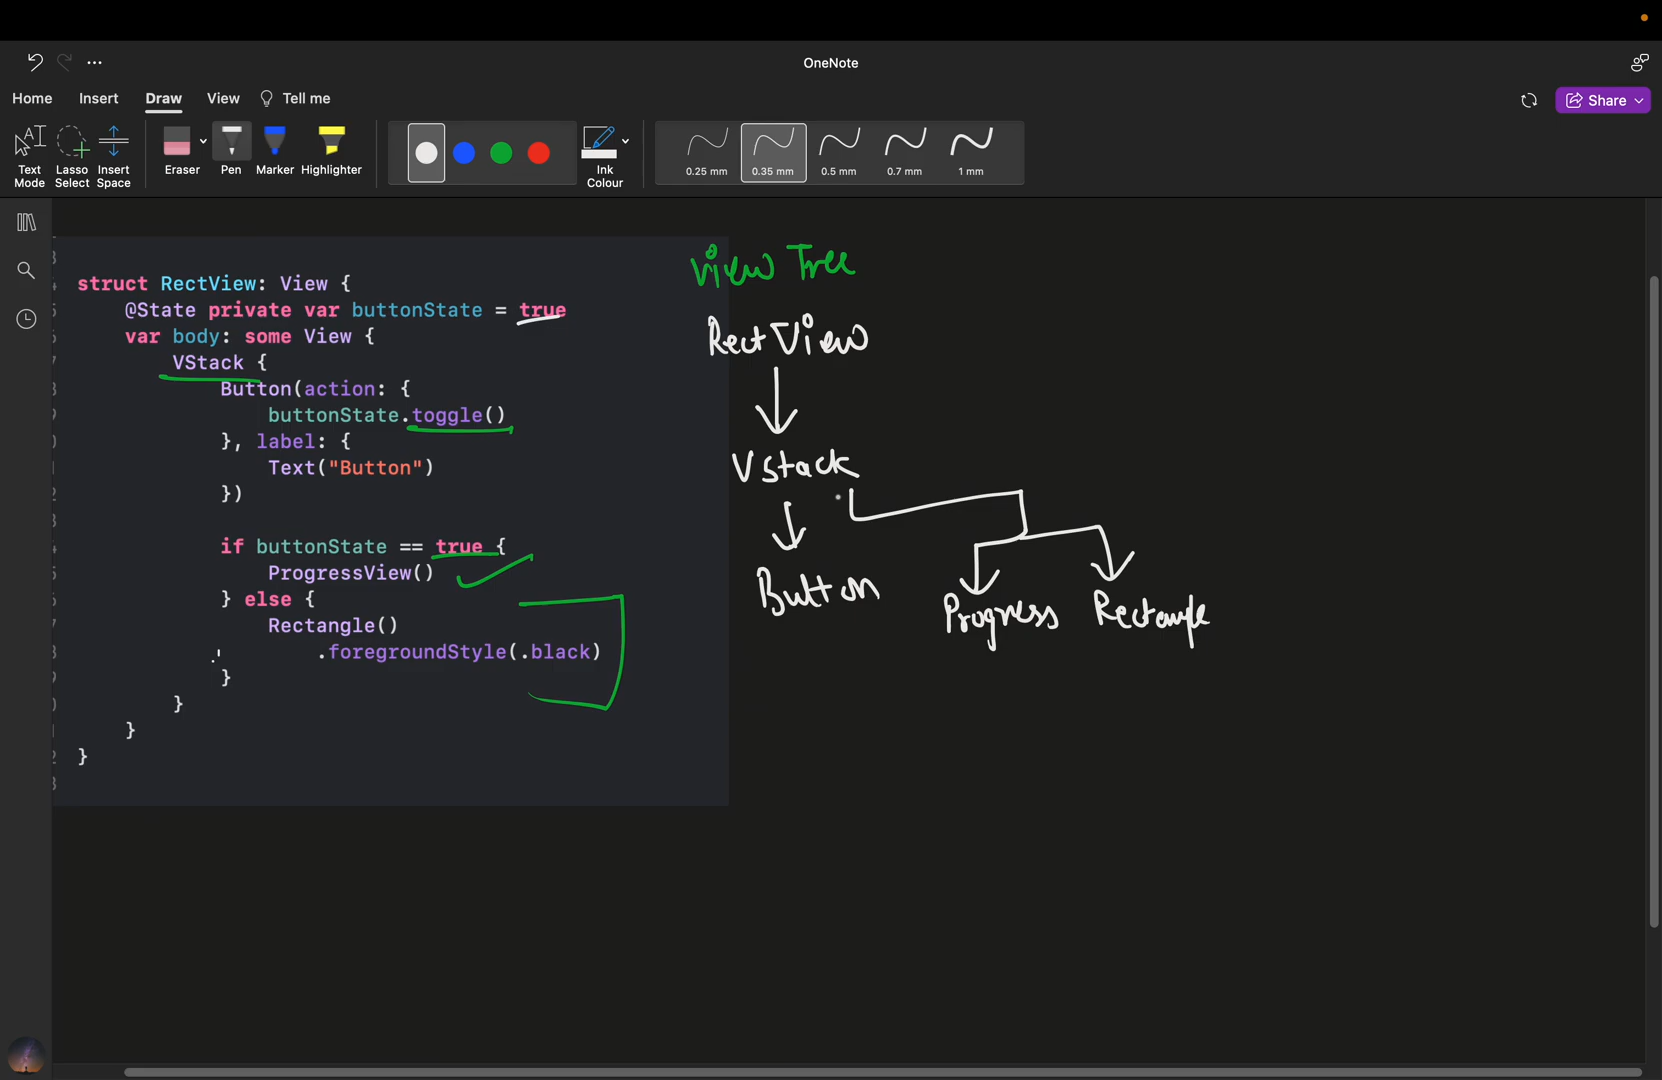 OneNote
Home Insert Draw View Tell me
Share
Text Mode
Lasso Select
Insert Space
Eraser
Pen
Marker
Highlighter
Ink Colour
0.25 mm
0.35 mm
0.5 mm
0.7 mm
1 mm
struct RectView: View {
@State private var buttonState = true
var body: some View {
VStack {
Button(action: {
buttonState.toggle()
}, label: {
Text("Button")
})
if buttonState == true {
ProgressView()
} else {
Rectangle()
.foregroundStyle(.black)
}
}
}
}
View Tree
RectView
Vstack
Button
Progress
Rectangle